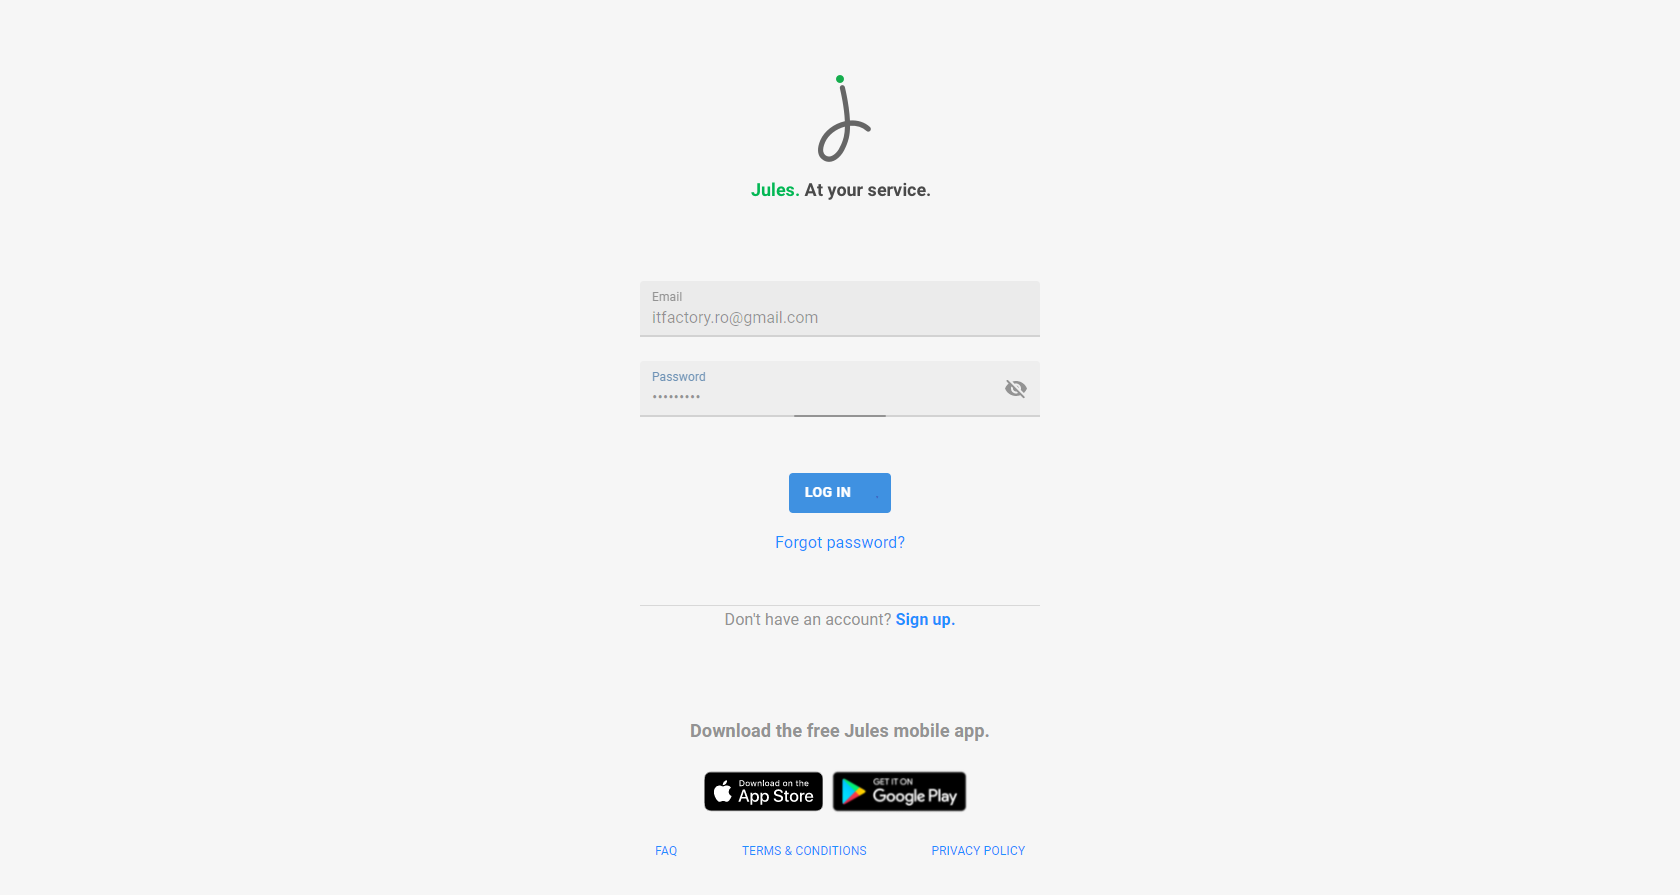 Jules. At your service.
Email
itfactory.ro@gmail.com
Password
•••••••••
LOG IN
Forgot password?
Don't have an account? Sign up.
Download the free Jules mobile app.
Download on the
App Store
GET IT ON
Google Play
FAQ
TERMS & CONDITIONS
PRIVACY POLICY